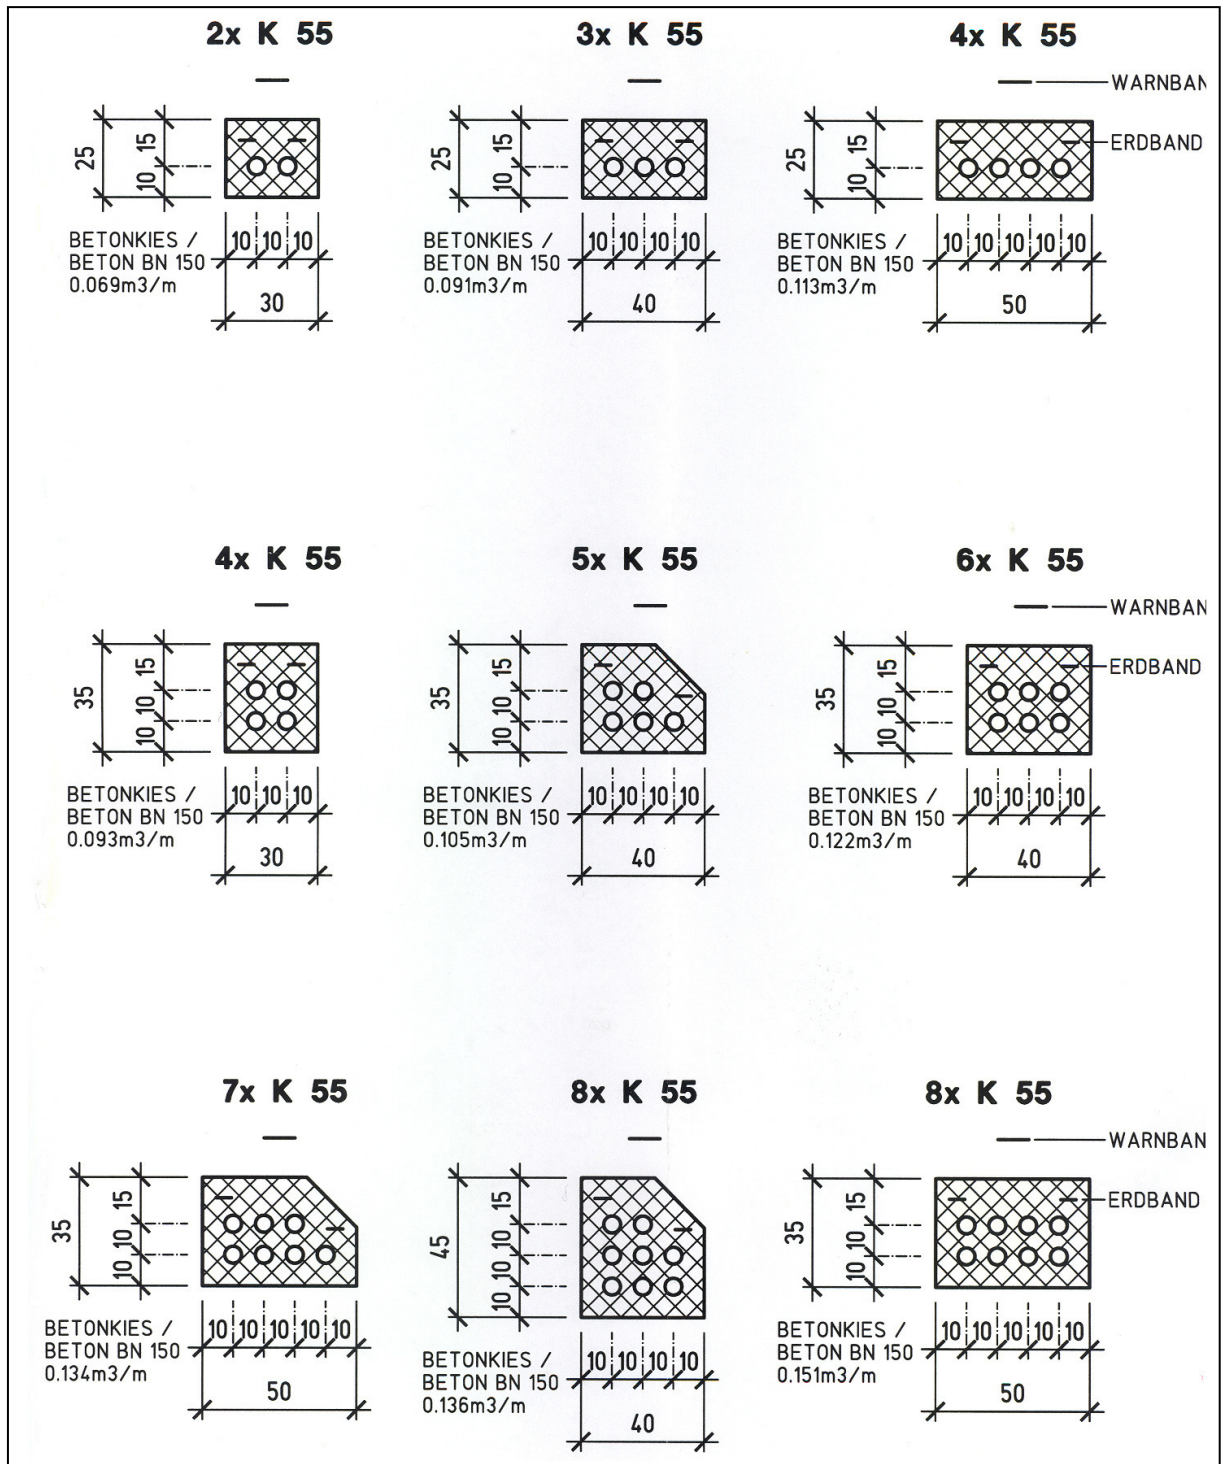 2x K 55
25
15
10
10 10 10
BETONKIES /
BETON BN 150
0.069m3/m
30
3x K 55
25
15
10
10 10 10 10
BETONKIES /
BETON BN 150
0.091m3/m
40
4x K 55
WARNBAN
ERDBAND
25
15
10
10 10 10 10 10
BETONKIES /
BETON BN 150
0.113m3/m
50
4x K 55
35
15
10
10
10 10 10
BETONKIES /
BETON BN 150
0.093m3/m
30
5x K 55
35
15
10
10
10 10 10 10
BETONKIES /
BETON BN 150
0.105m3/m
40
6x K 55
WARNBAN
ERDBAND
35
15
10
10
10 10 10 10
BETONKIES /
BETON BN 150
0.122m3/m
40
7x K 55
35
15
10
10
10 10 10 10 10
BETONKIES /
BETON BN 150
0.134m3/m
50
8x K 55
45
15
10
10
10
10 10 10 10
BETONKIES /
BETON BN 150
0.136m3/m
40
8x K 55
WARNBAN
ERDBAND
35
15
10
10
10 10 10 10 10
BETONKIES /
BETON BN 150
0.151m3/m
50